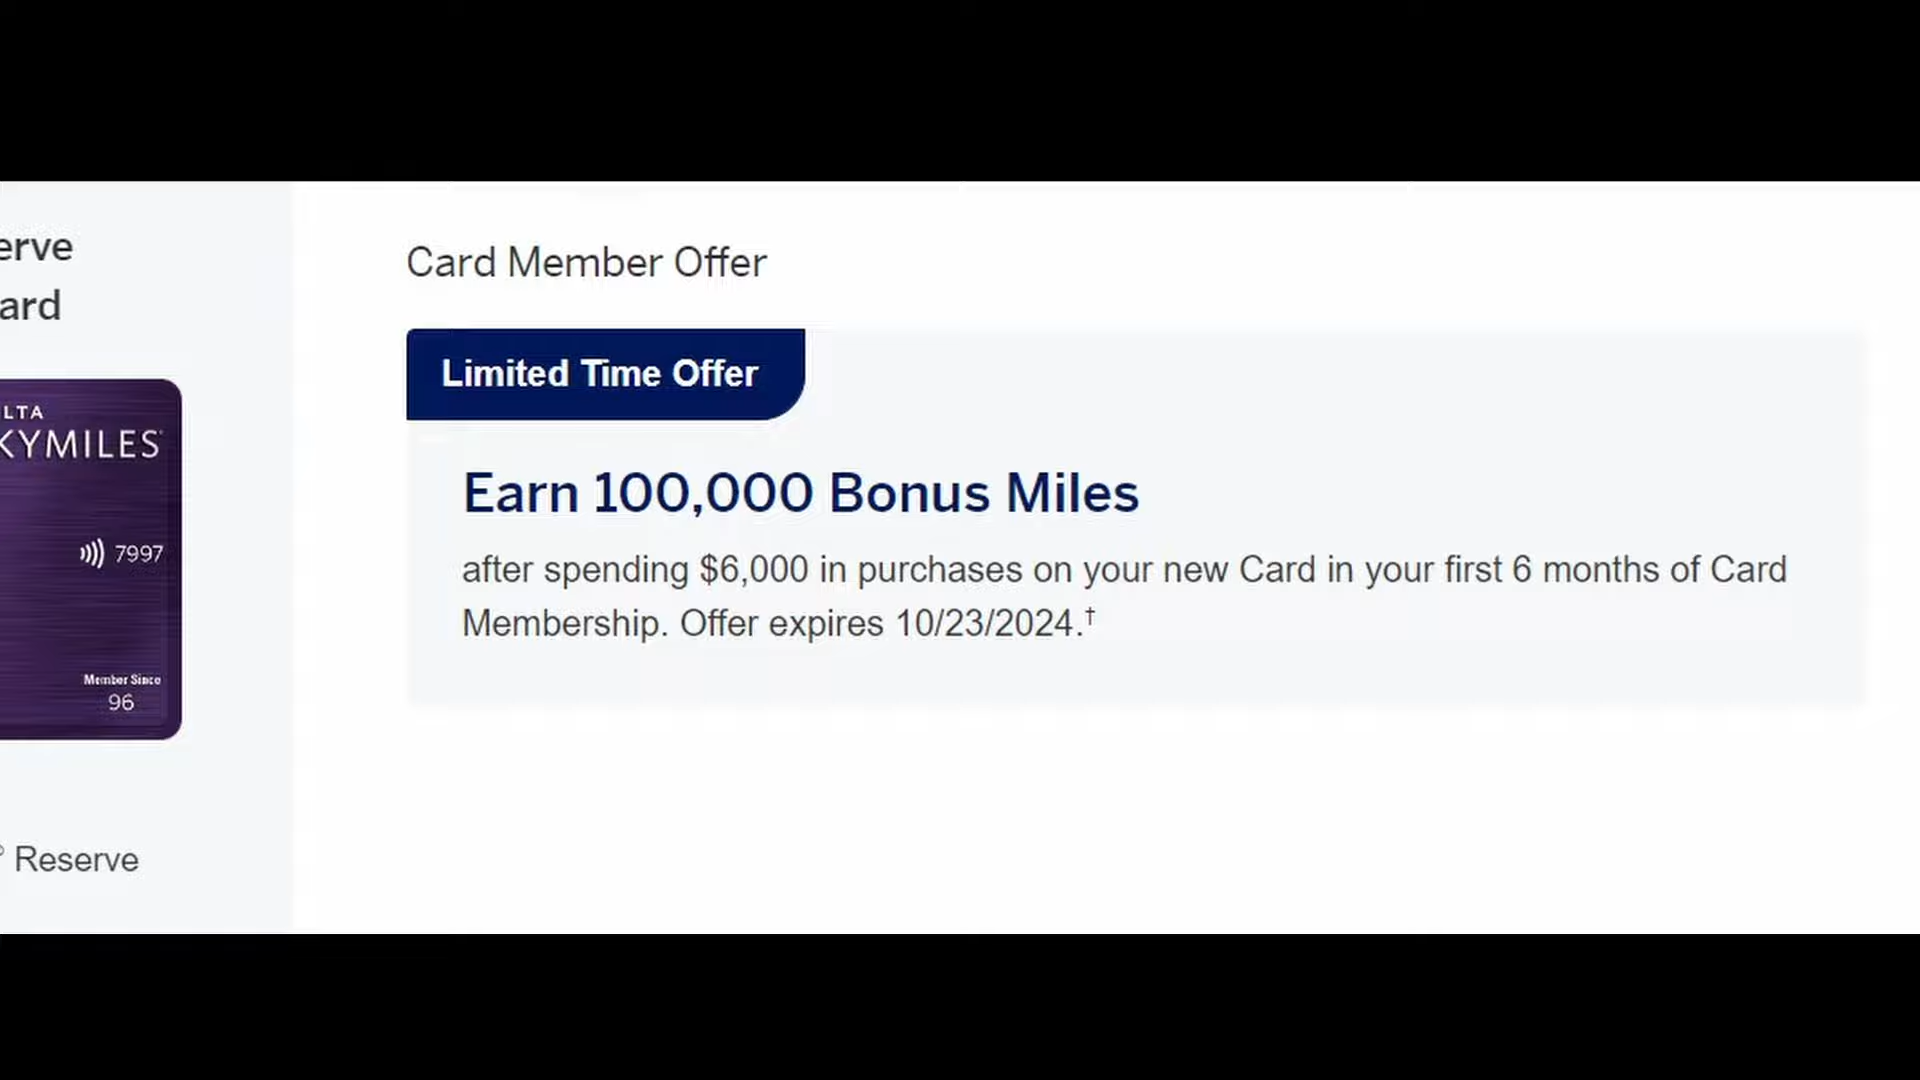 erve
ard
LTA
KYMILES
7997
Member Since
96
® Reserve
Card Member Offer
Limited Time Offer
Earn 100,000 Bonus Miles
after spending $6,000 in purchases on your new Card in your first 6 months of Card
Membership. Offer expires 10/23/2024.†